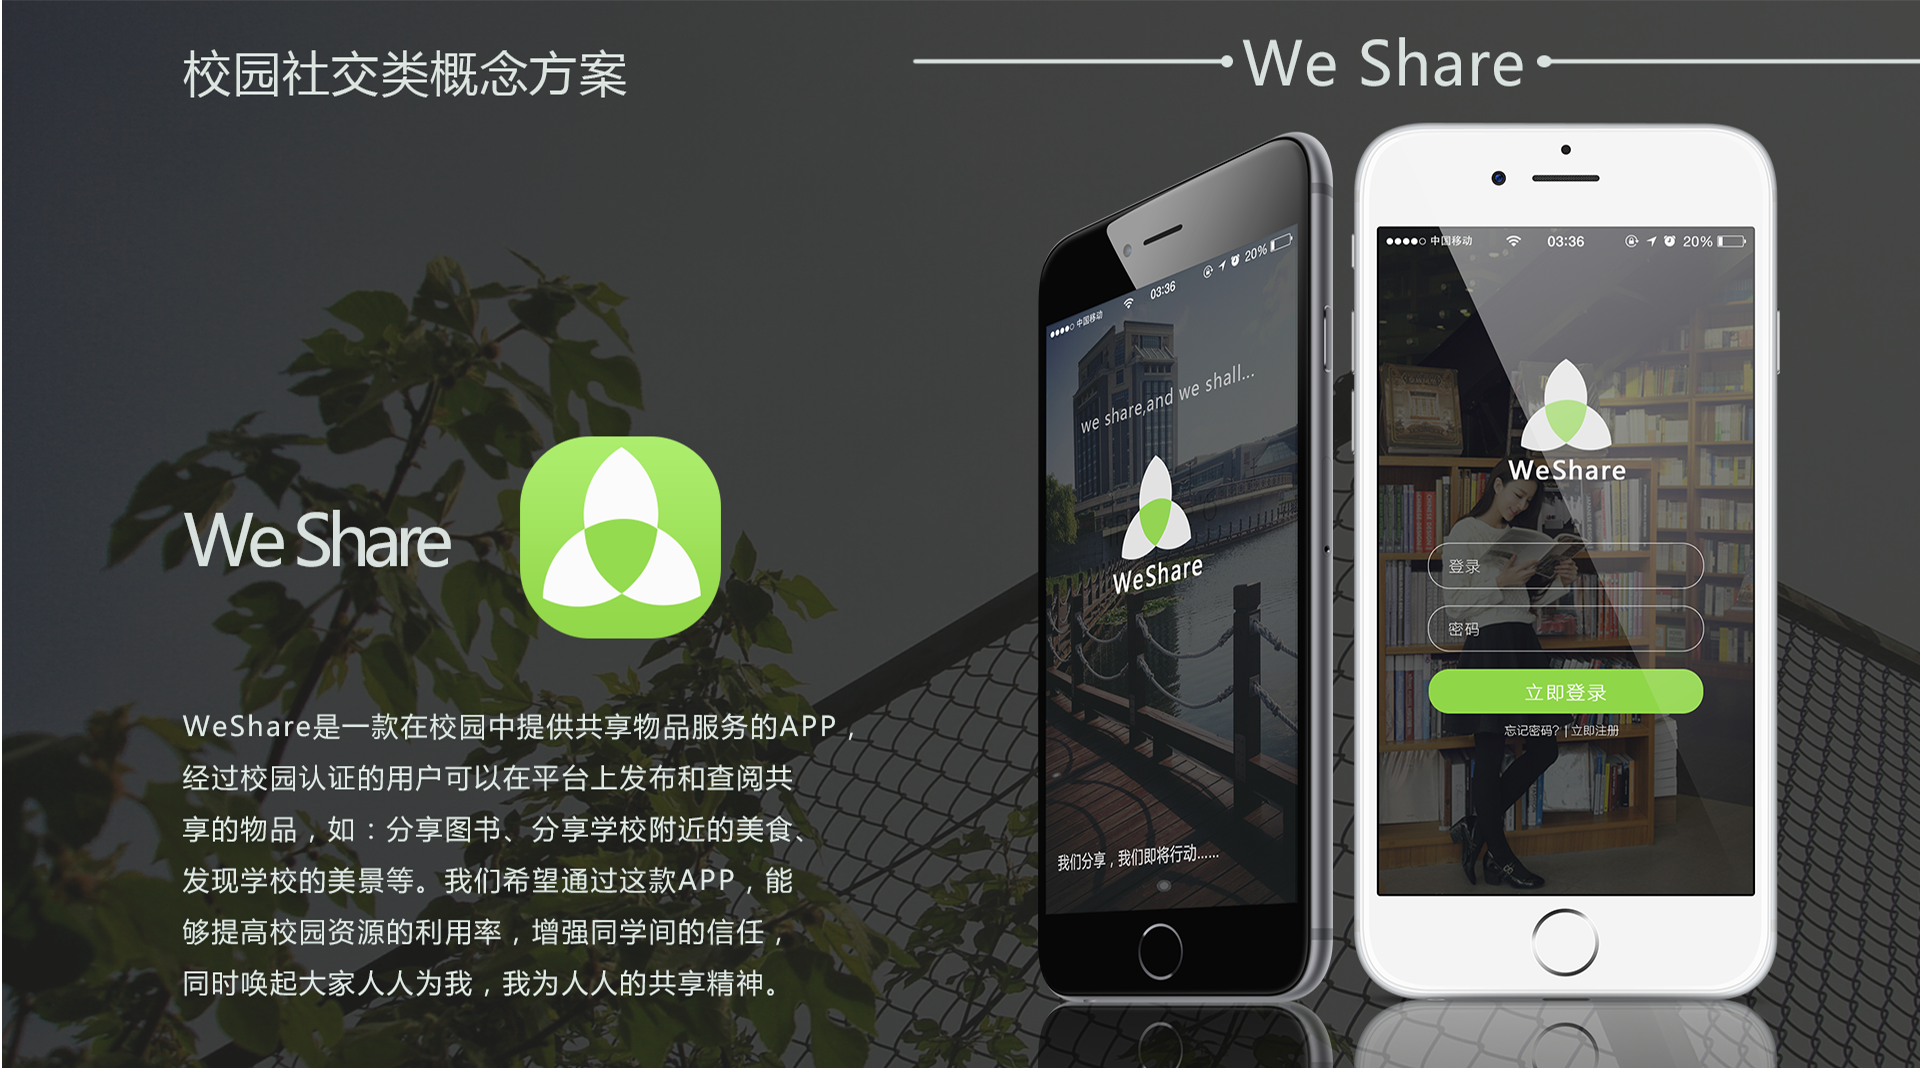 校园社交类概念方案
We Share
We Share
WeShare是一款在校园中提供共享物品服务的APP，
经过校园认证的用户可以在平台上发布和查阅共
享的物品，如：分享图书、分享学校附近的美食、
发现学校的美景等。我们希望通过这款APP，能
够提高校园资源的利用率，增强同学间的信任，
同时唤起大家人人为我，我为人人的共享精神。
中国移动 03:36 20%
we share,and we shall...
WeShare
我们分享，我们即将行动......
中国移动 03:36 20%
WeShare
登录
密码
立即登录
忘记密码? | 立即注册